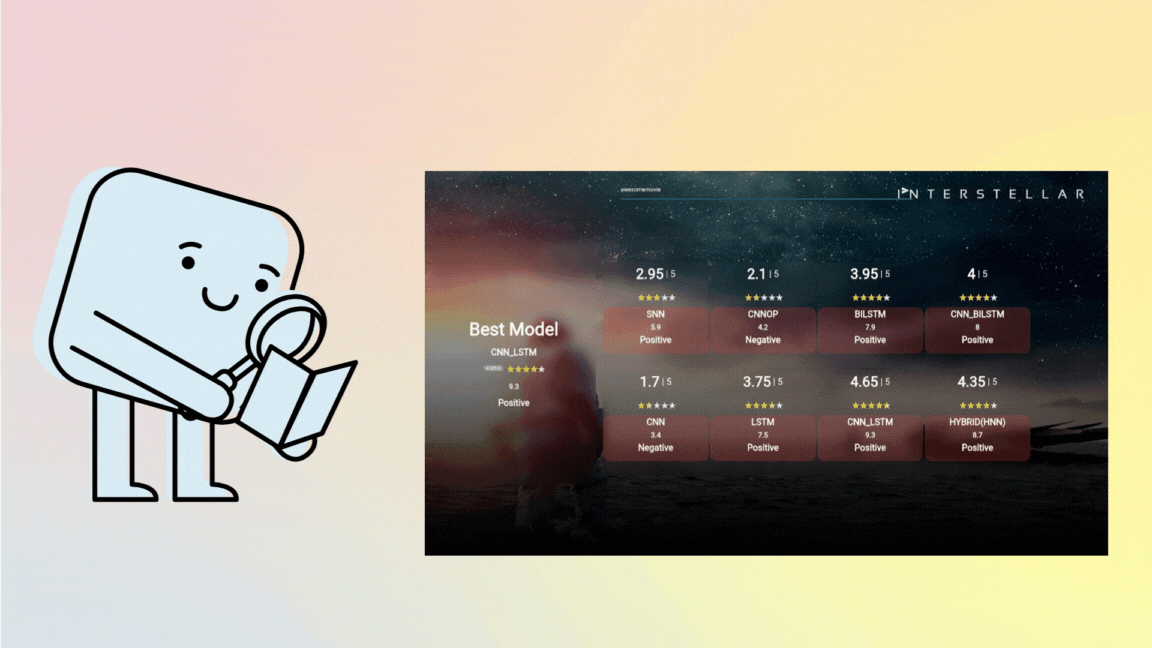 awesome movie
INTERSTELLAR
2.95 | 5
2.1 | 5
3.95 | 5
4 | 5
SNN
CNNOP
BILSTM
CNN_BILSTM
5.9
4.2
7.9
8
Positive
Negative
Positive
Positive
Best Model
CNN_LSTM
9.3
Positive
1.7 | 5
3.75 | 5
4.65 | 5
4.35 | 5
CNN
LSTM
CNN_LSTM
HYBRID(HNN)
3.4
7.5
9.3
8.7
Negative
Positive
Positive
Positive